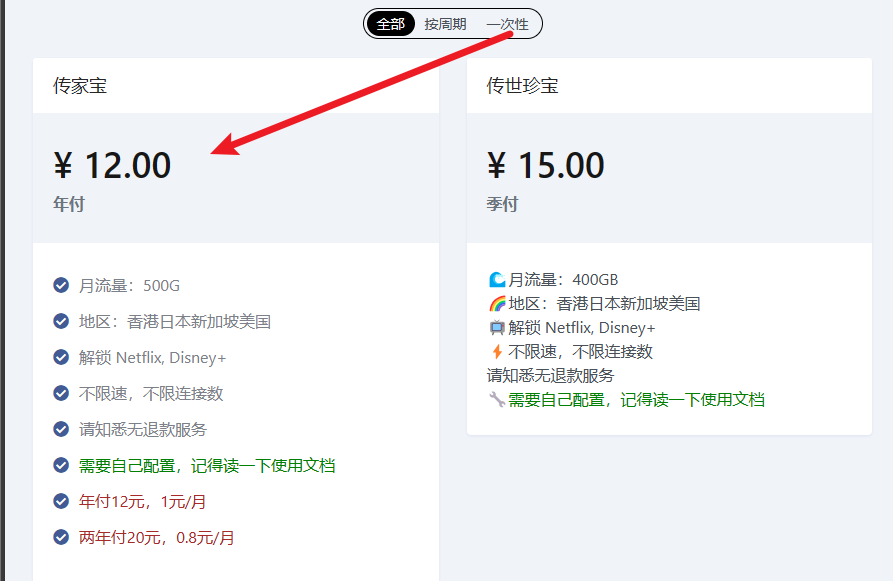 全部 按周期 一次性
传家宝
¥ 12.00
年付
月流量：500G
地区：香港日本新加坡美国
解锁 Netflix, Disney+
不限速，不限连接数
请知悉无退款服务
需要自己配置，记得读一下使用文档
年付12元，1元/月
两年付20元，0.8元/月
传世珍宝
¥ 15.00
季付
🌊月流量：400GB
🌈地区：香港日本新加坡美国
📺解锁 Netflix, Disney+
⚡不限速，不限连接数
请知悉无退款服务
🔧需要自己配置，记得读一下使用文档